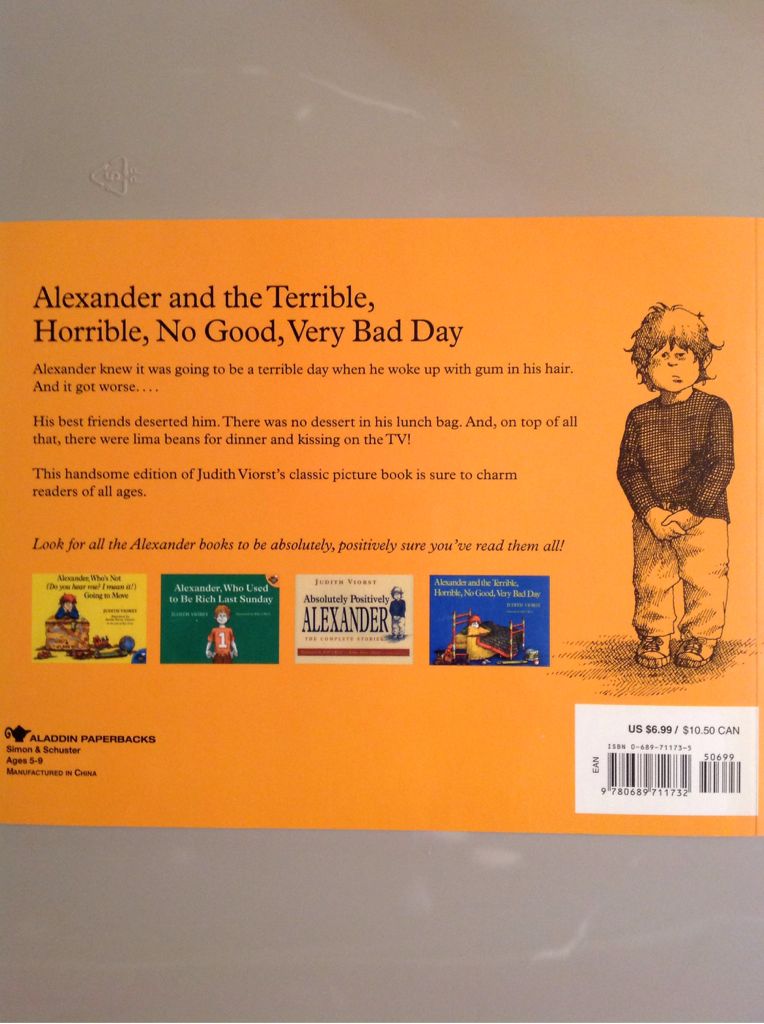 Alexander and the Terrible,
Horrible, No Good, Very Bad Day
Alexander knew it was going to be a terrible day when he woke up with gum in his hair.
And it got worse. . . .
His best friends deserted him. There was no dessert in his lunch bag. And, on top of all
that, there were lima beans for dinner and kissing on the TV!
This handsome edition of Judith Viorst's classic picture book is sure to charm
readers of all ages.
Look for all the Alexander books to be absolutely, positively sure you've read them all!
Alexander, Who's Not
(Do you hear me? I mean it!)
Going to Move
JUDITH VIORST
Alexander, Who Used
to Be Rich Last Sunday
JUDITH VIORST
JUDITH VIORST
Absolutely Positively
ALEXANDER
THE COMPLETE STORIES
Alexander and the Terrible,
Horrible, No Good, Very Bad Day
JUDITH VIORST
1
ALADDIN PAPERBACKS
Simon & Schuster
Ages 5-9
MANUFACTURED IN CHINA
US $6.99 / $10.50 CAN
ISBN 0-689-71173-5
50699
EAN
9 780689 711732